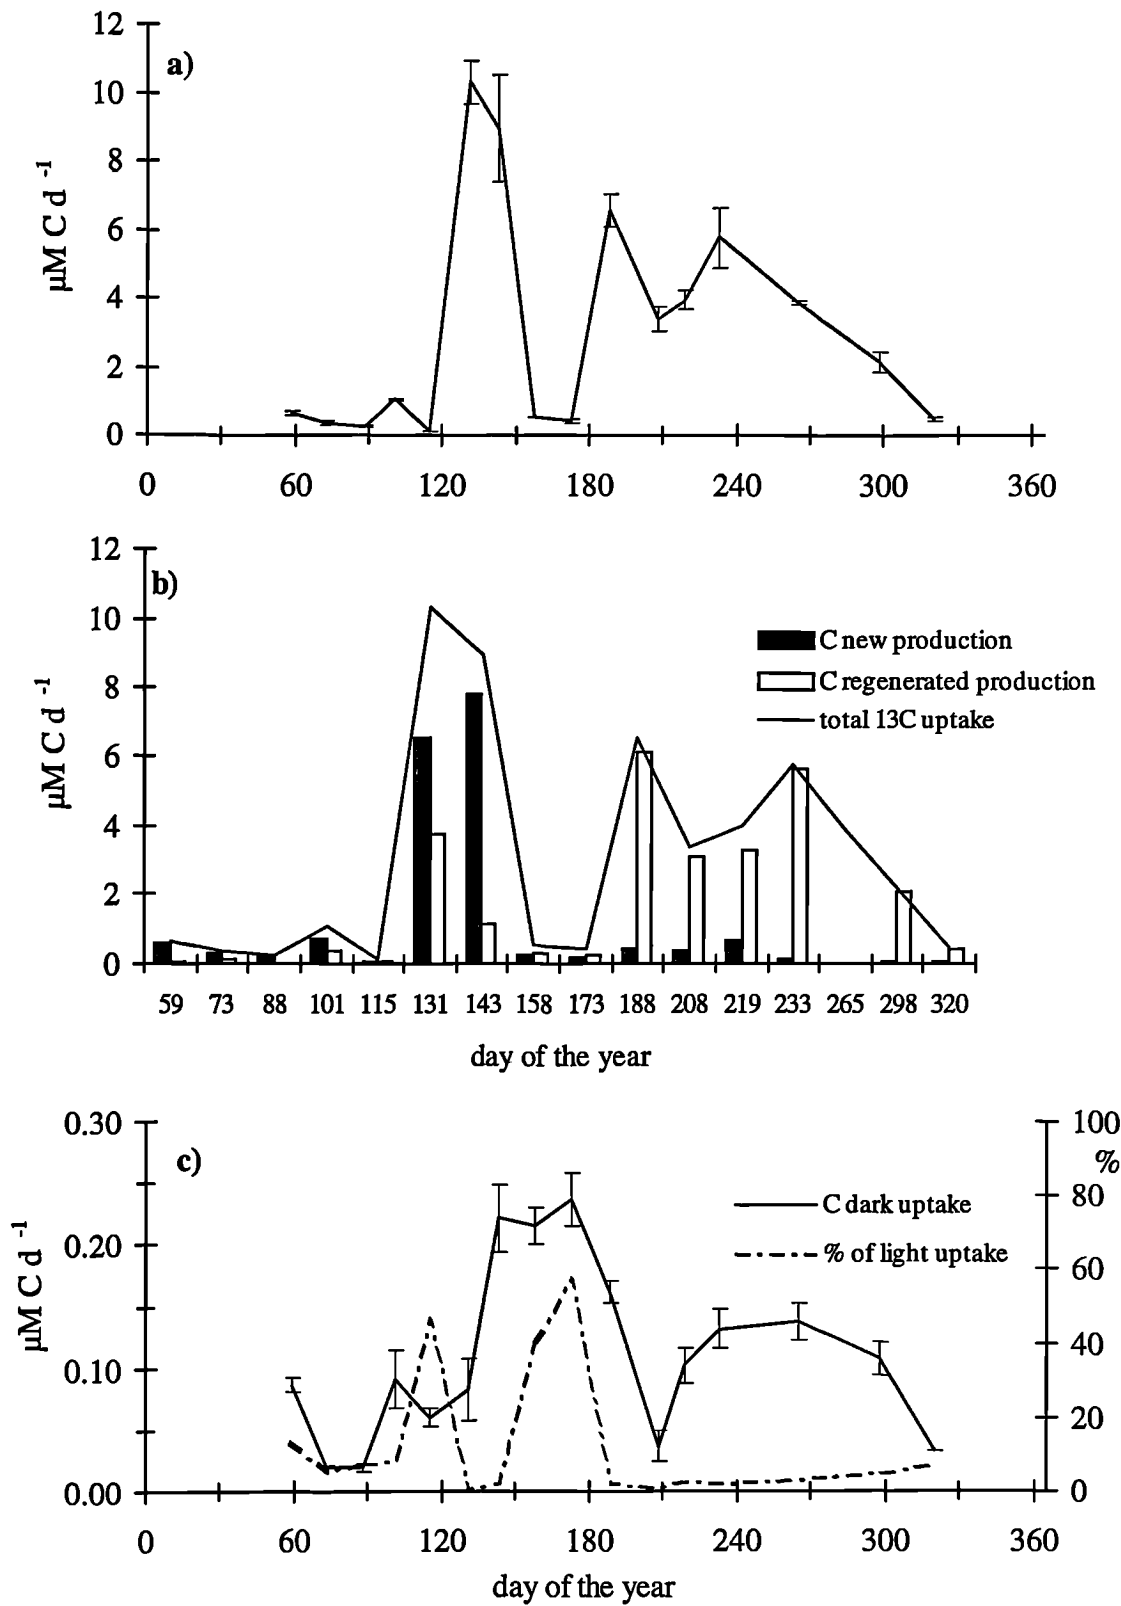 12
a)
10
8
6
4
2
0
µM C d -1
0 60 120 180 240 300 360
12
b)
10
8
6
4
2
0
µM C d -1
C new production
C regenerated production
total 13C uptake
59 73 88 101 115 131 143 158 173 188 208 219 233 265 298 320
day of the year
0.30
c)
0.20
0.10
0.00
µM C d -1
100
%
80
60
40
20
0
C dark uptake
% of light uptake
0 60 120 180 240 300 360
day of the year